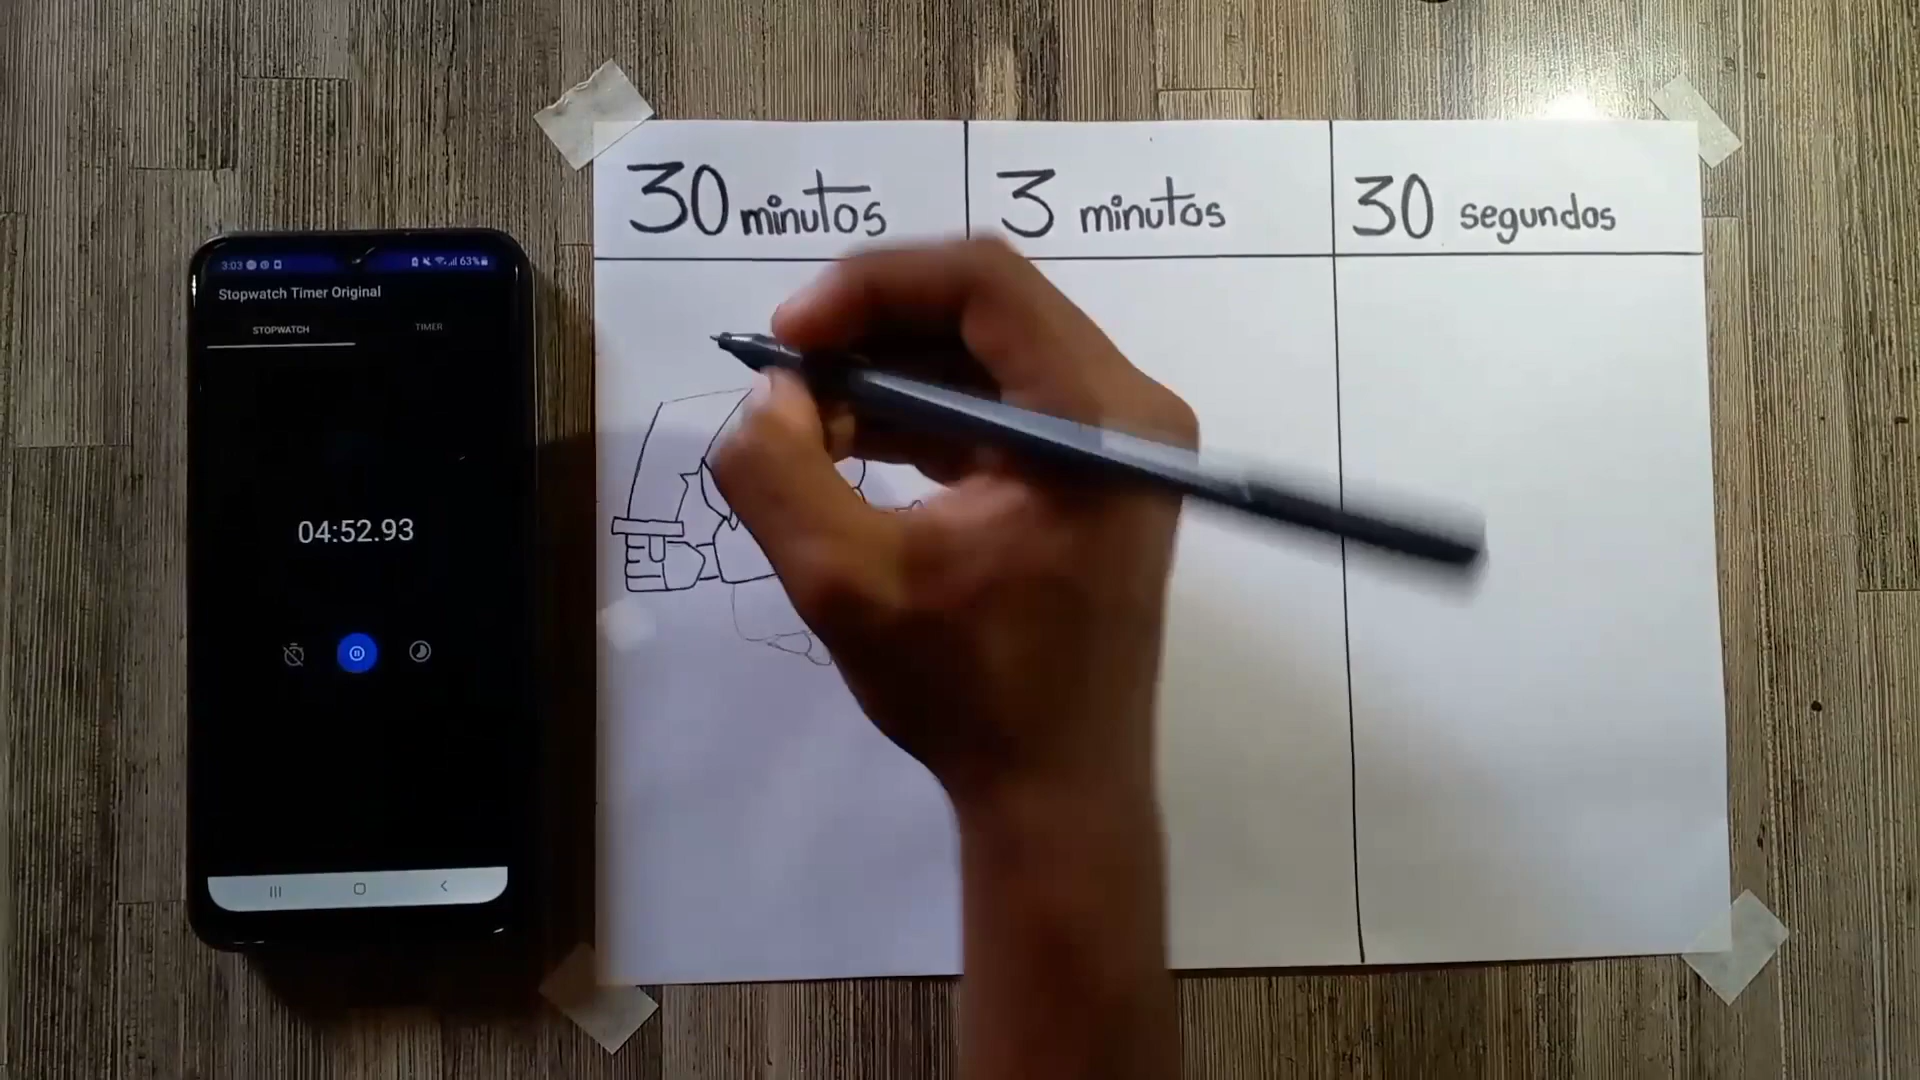 30 minutos
3 minutos
30 segundos
3:03
63%
Stopwatch Timer Original
STOPWATCH
TIMER
04:52.93